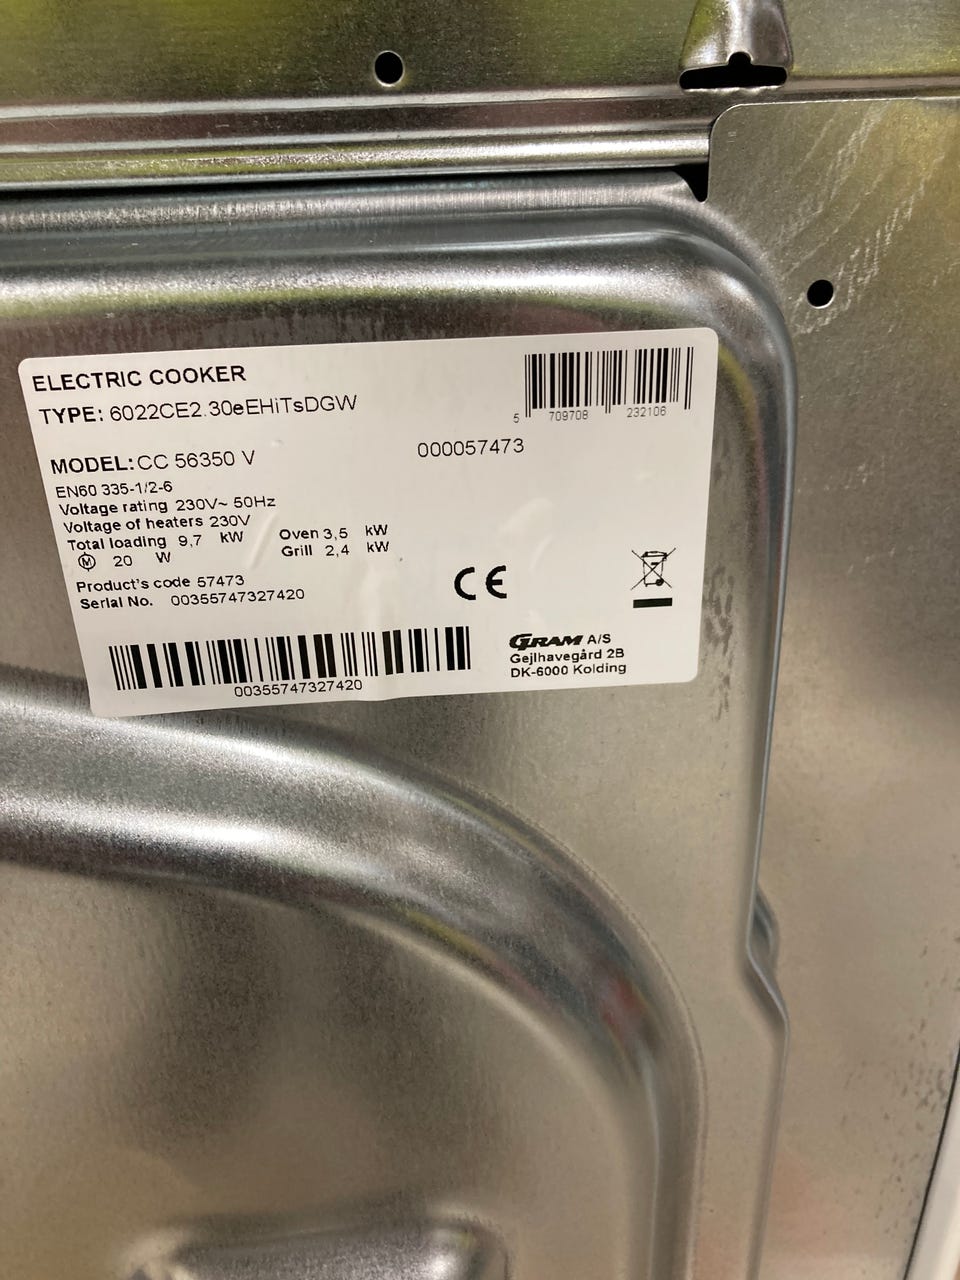 ELECTRIC COOKER
TYPE: 6022CE2.30eEHiTsDGW
5 709708 232106
MODEL: CC 56350 V
000057473
EN60 335-1/2-6
Voltage rating 230V~ 50Hz
Voltage of heaters 230V
Total loading 9,7 kW Oven 3,5 kW
M 20 W Grill 2,4 kW
Product's code 57473
Serial No. 00355747327420
CE
00355747327420
GRAM A/S
Gejlhavegård 2B
DK-6000 Kolding